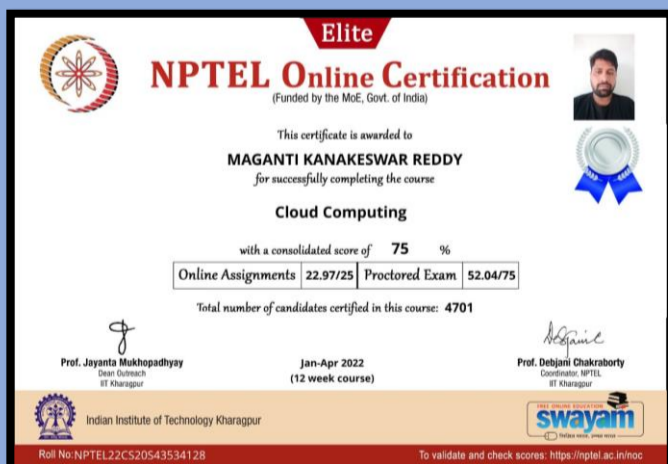 Elite
NPTEL Online Certification
(Funded by the MoE, Govt. of India)
This certificate is awarded to
MAGANTI KANAKESWAR REDDY
for successfully completing the course
Cloud Computing
with a consolidated score of 75 %
Online Assignments 22.97/25 Proctored Exam 52.04/75
Total number of candidates certified in this course: 4701
Prof. Jayanta Mukhopadhyay
Dean Outreach
IIT Kharagpur
Jan-Apr 2022
(12 week course)
Prof. Debjani Chakraborty
Coordinator, NPTEL
IIT Kharagpur
Indian Institute of Technology Kharagpur
FREE ONLINE EDUCATION
swayam
Roll No:NPTEL22CS20S43534128
To validate and check scores: https://nptel.ac.in/noc